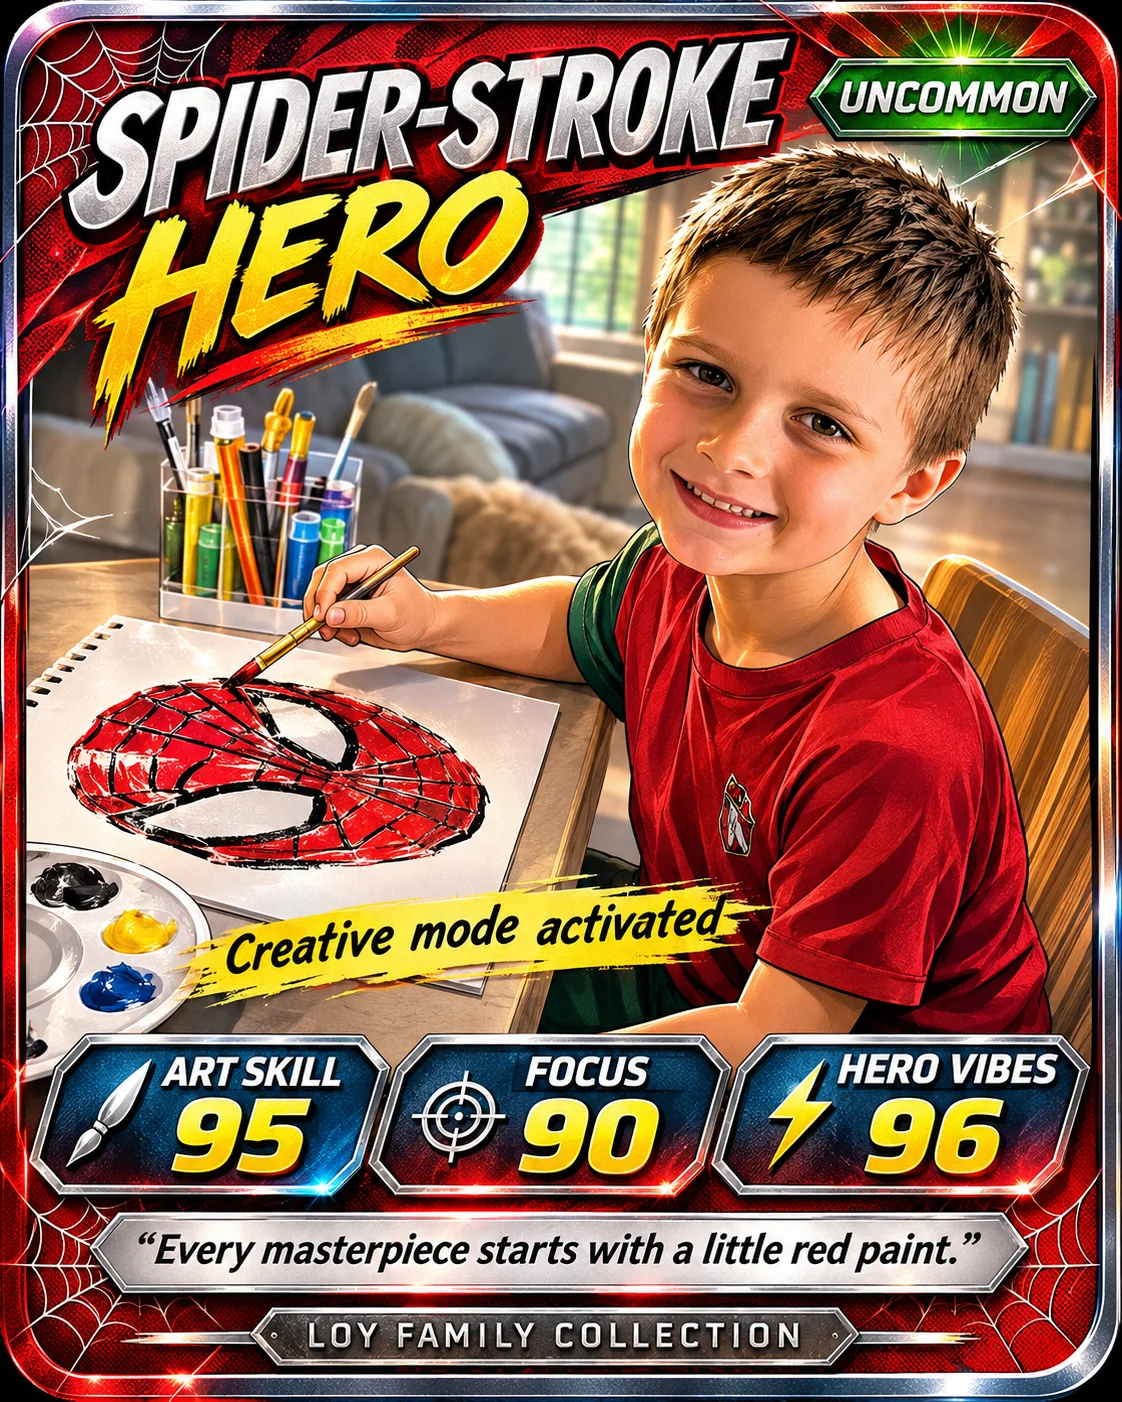 SPIDER-STROKE
HERO
UNCOMMON
Creative mode activated
ART SKILL
95
FOCUS
90
HERO VIBES
96
“Every masterpiece starts with a little red paint.”
LOY FAMILY COLLECTION